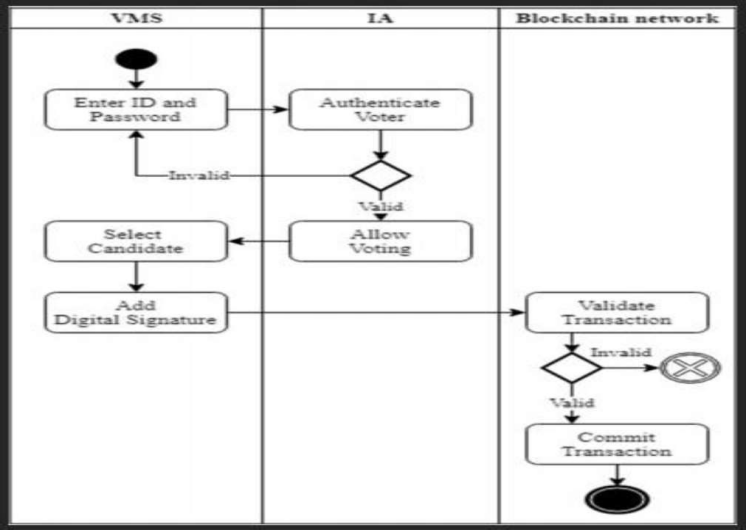 VMS
IA
Blockchain network
Enter ID and
Password
Authenticate
Voter
Invalid
Valid
Select
Candidate
Allow
Voting
Add
Digital Signature
Validate
Transaction
Invalid
Valid
Commit
Transaction